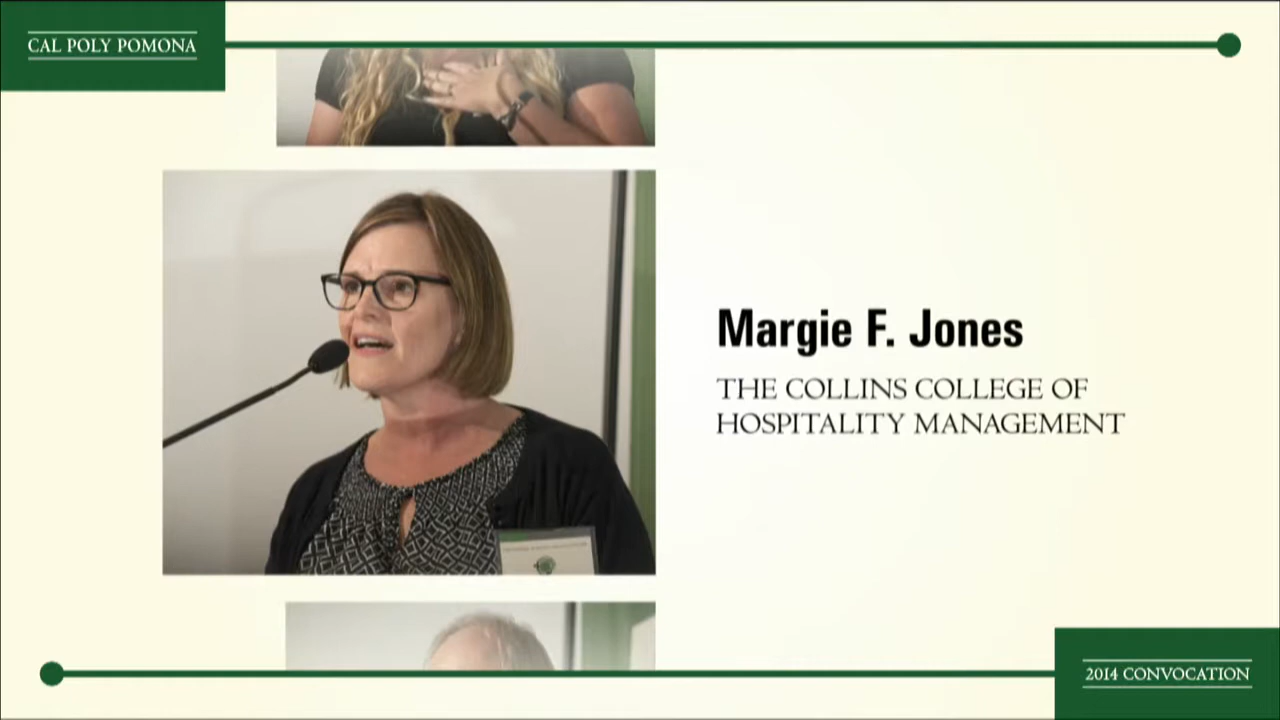 CAL POLY POMONA
Margie F. Jones
THE COLLINS COLLEGE OF
HOSPITALITY MANAGEMENT
2014 CONVOCATION